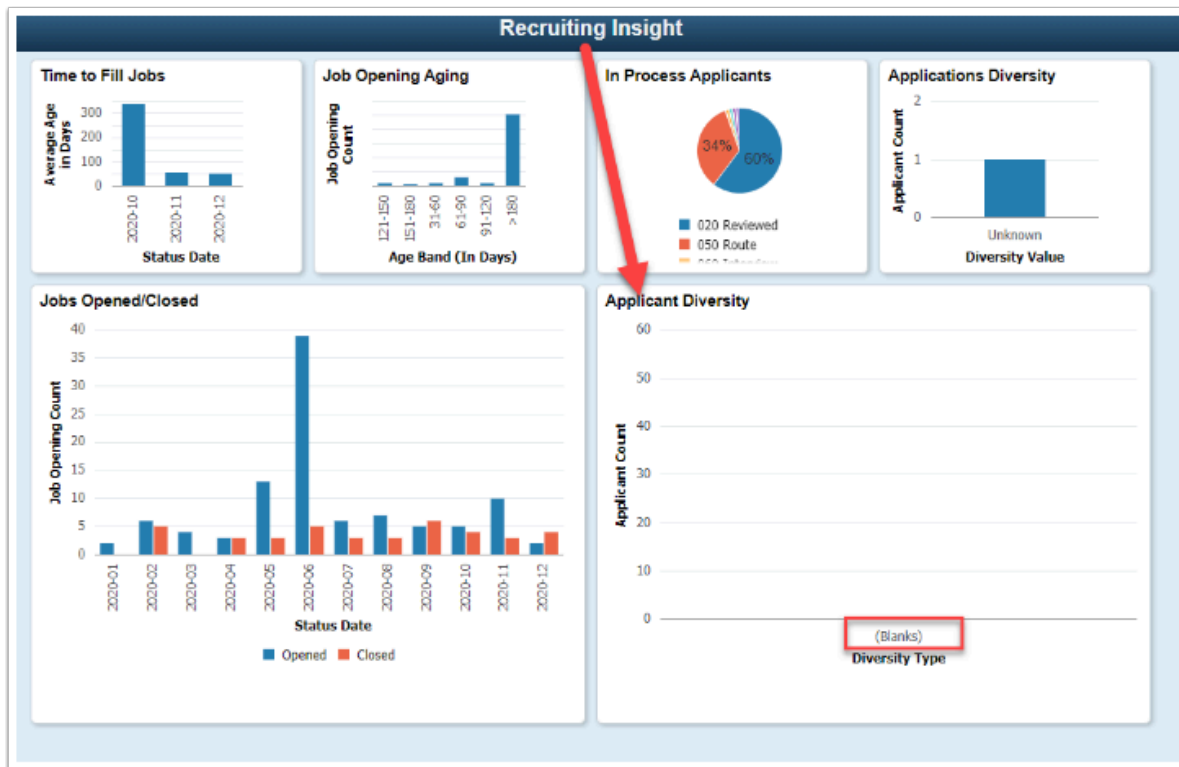 Recruiting Insight
Time to Fill Jobs
Average Age
in Days
300
200
100
0
2020-10
2020-11
2020-12
Status Date
Job Opening Aging
Job Opening
Count
121-150
151-180
31-60
61-90
91-120
>180
Age Band (In Days)
In Process Applicants
34%
60%
020 Reviewed
050 Route
Applications Diversity
Applicant Count
2
1
0
Unknown
Diversity Value
Jobs Opened/Closed
Job Opening Count
40
35
30
25
20
15
10
5
0
2020-01
2020-02
2020-03
2020-04
2020-05
2020-06
2020-07
2020-08
2020-09
2020-10
2020-11
2020-12
Status Date
Opened Closed
Applicant Diversity
Applicant Count
60
50
40
30
20
10
0
(Blanks)
Diversity Type